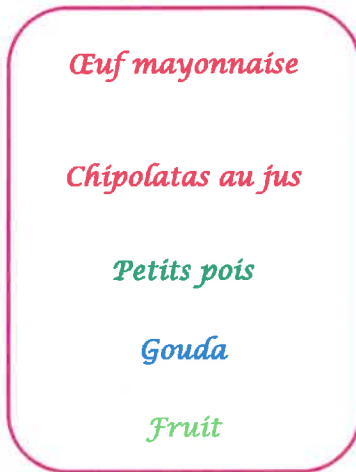 Œuf mayonnaise
Chipolatas au jus
Petits pois
Gouda
Fruit